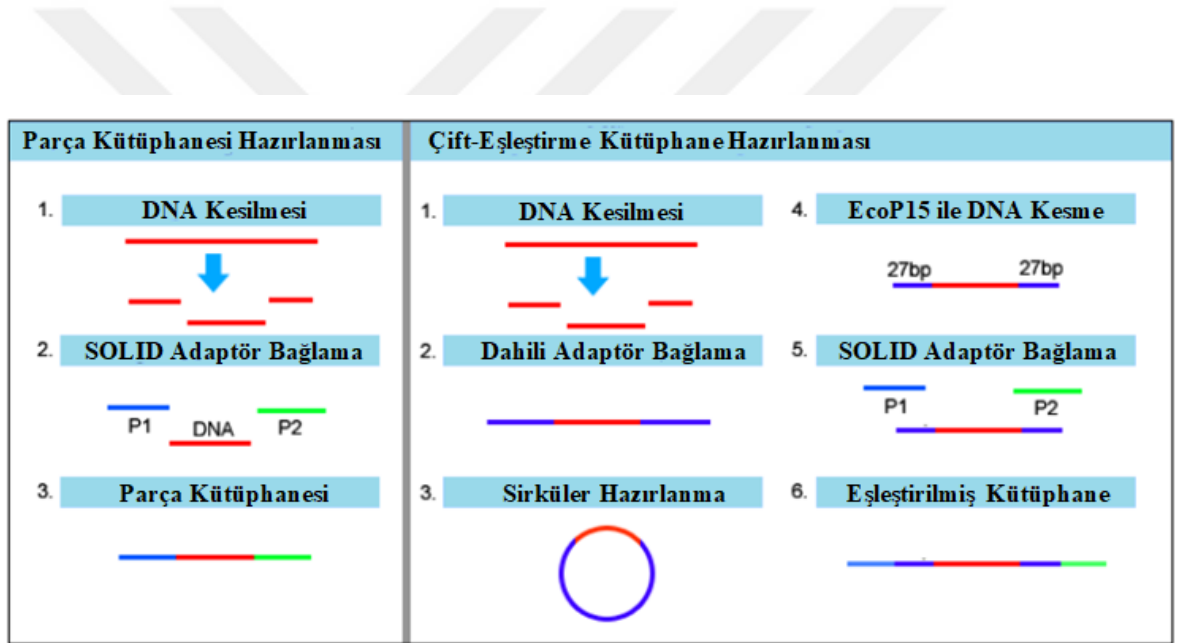 Parça Kütüphanesi Hazırlanması
1. DNA Kesilmesi
2. SOLID Adaptör Bağlama
P1 DNA P2
3. Parça Kütüphanesi
Çift-Eşleştirme Kütüphane Hazırlanması
1. DNA Kesilmesi
2. Dahili Adaptör Bağlama
3. Sirküler Hazırlanma
4. EcoP15 ile DNA Kesme
27bp 27bp
5. SOLID Adaptör Bağlama
P1 P2
6. Eşleştirilmiş Kütüphane